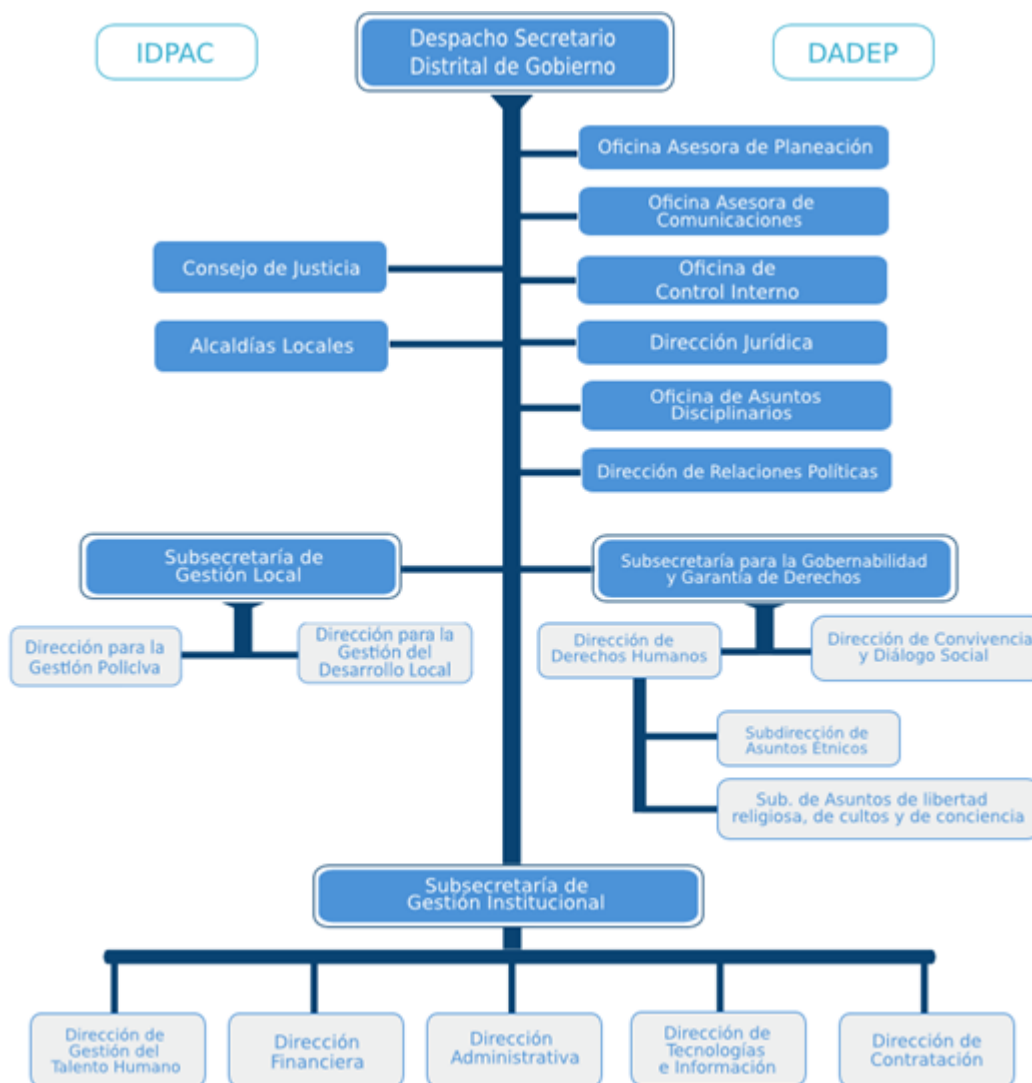 IDPAC
Despacho Secretario
Distrital de Gobierno
DADEP
Oficina Asesora de Planeación
Oficina Asesora de
Comunicaciones
Consejo de Justicia
Oficina de
Control Interno
Alcaldías Locales
Dirección Jurídica
Oficina de Asuntos
Disciplinarios
Dirección de Relaciones Políticas
Subsecretaría de
Gestión Local
Subsecretaría para la Gobernabilidad
y Garantía de Derechos
Dirección para la
Gestión Policiva
Dirección para la
Gestión del
Desarrollo Local
Dirección de
Derechos Humanos
Dirección de Convivencia
y Diálogo Social
Subdirección de
Asuntos Étnicos
Sub. de Asuntos de libertad
religiosa, de cultos y de conciencia
Subsecretaría de
Gestión Institucional
Dirección de
Gestión del
Talento Humano
Dirección
Financiera
Dirección
Administrativa
Dirección de
Tecnologías
e Información
Dirección de
Contratación